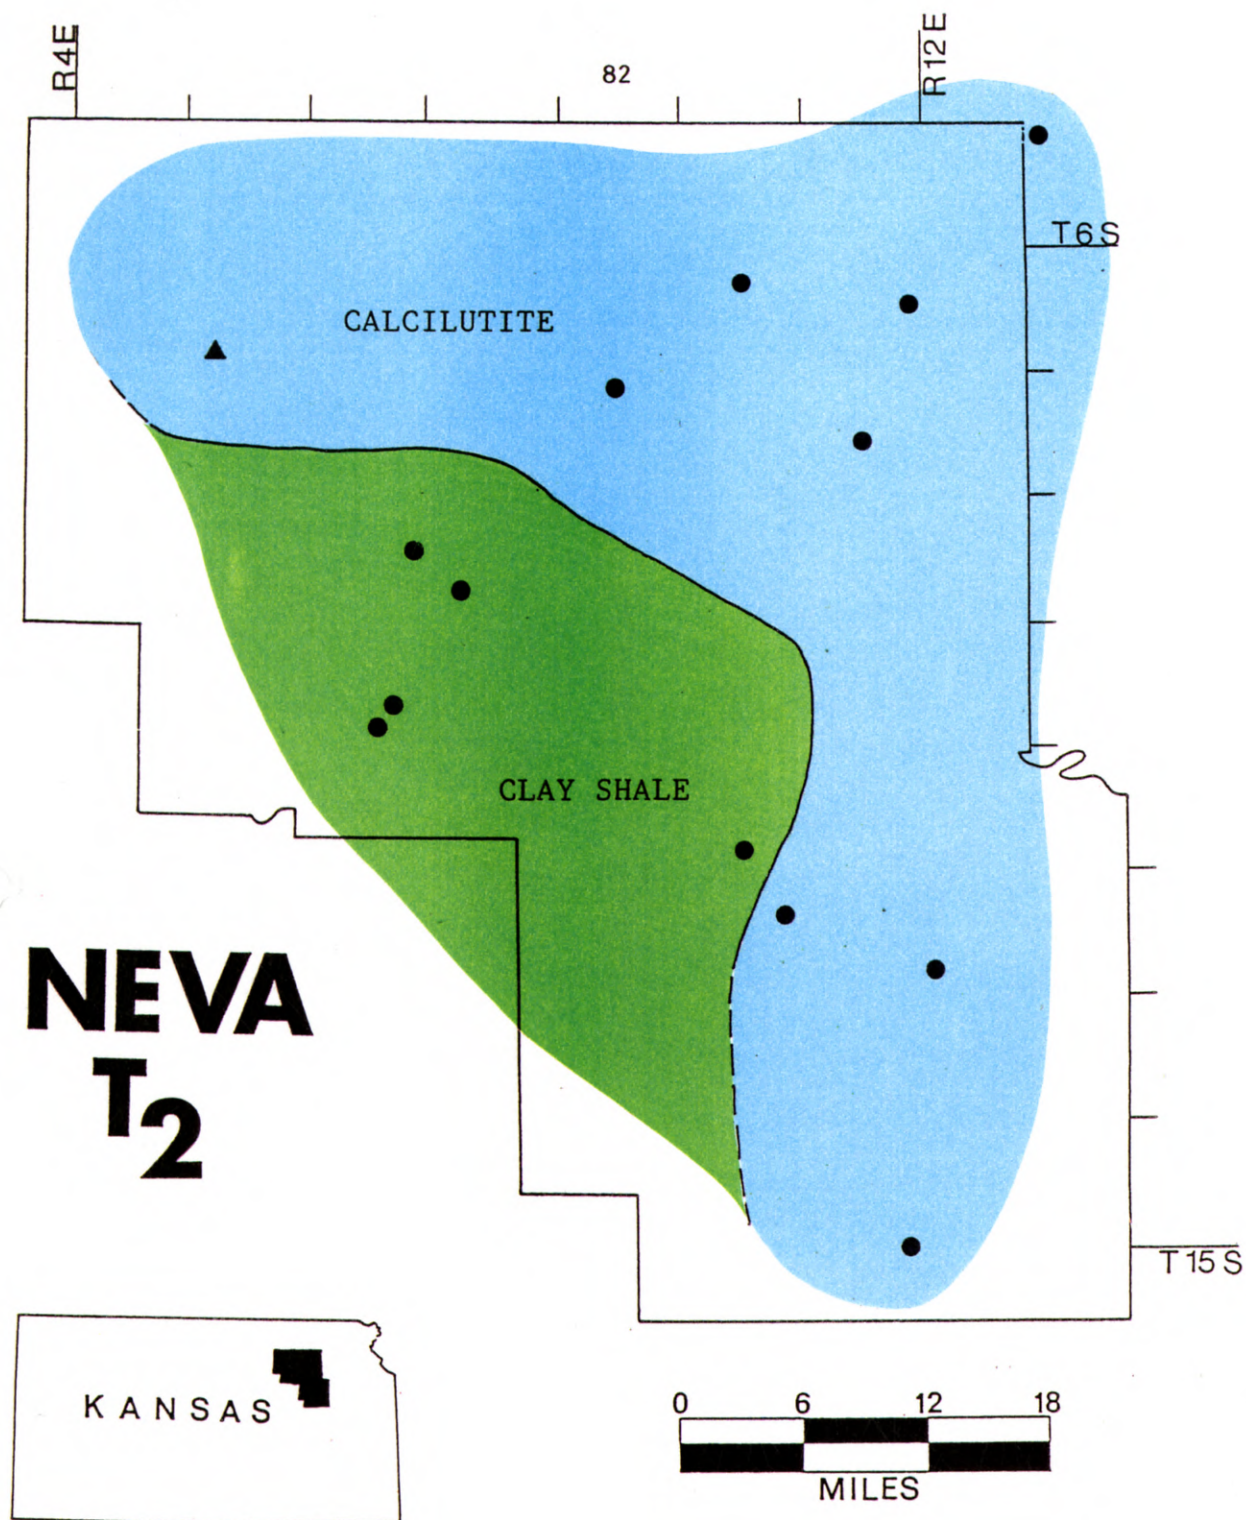 R4E
82
R12E
T6S
CALCILUTITE
CLAY SHALE
NEVA
T2
T15S
KANSAS
0 6 12 18
MILES